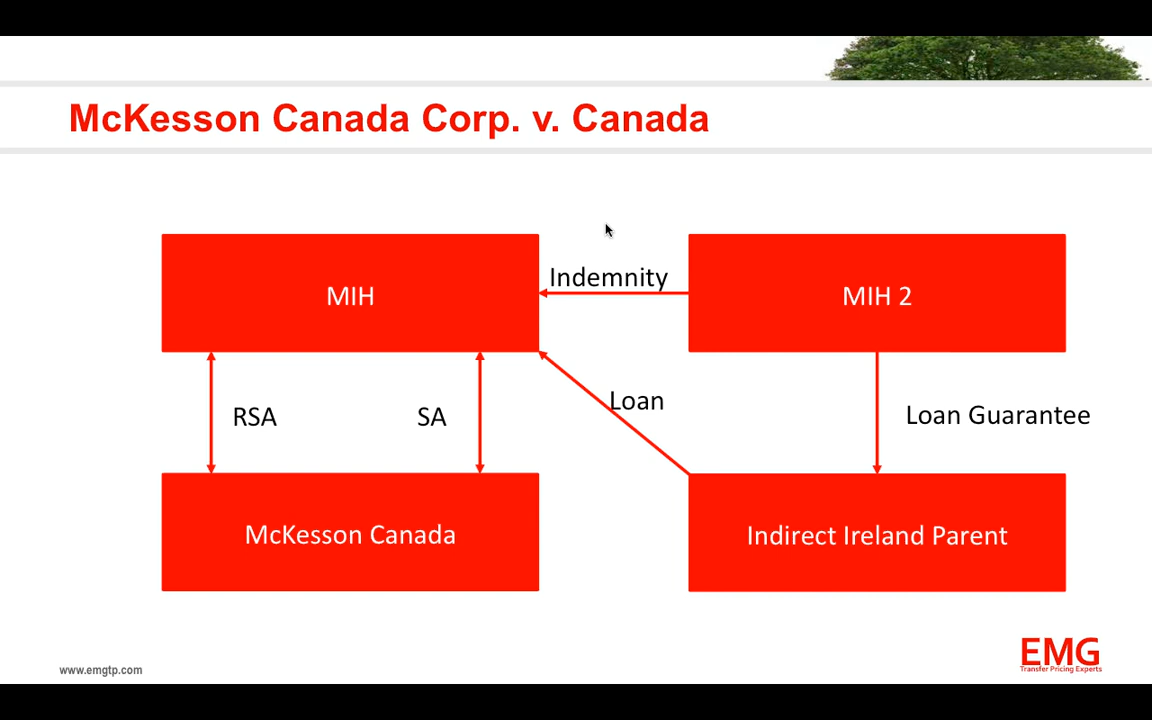 McKesson Canada Corp. v. Canada
MIH
Indemnity
MIH 2
RSA
SA
Loan
Loan Guarantee
McKesson Canada
Indirect Ireland Parent
www.emgtp.com
EMG
Transfer Pricing Experts